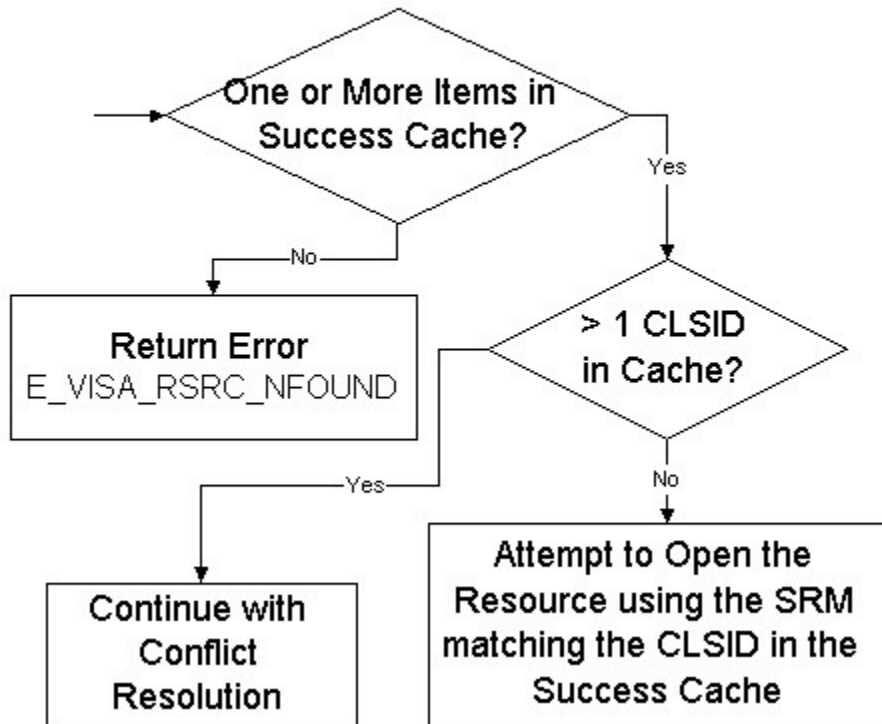 One or More Items in
Success Cache?
Yes
No
Return Error
E_VISA_RSRC_NFOUND
> 1 CLSID
in Cache?
Yes
No
Continue with
Conflict
Resolution
Attempt to Open the
Resource using the SRM
matching the CLSID in the
Success Cache